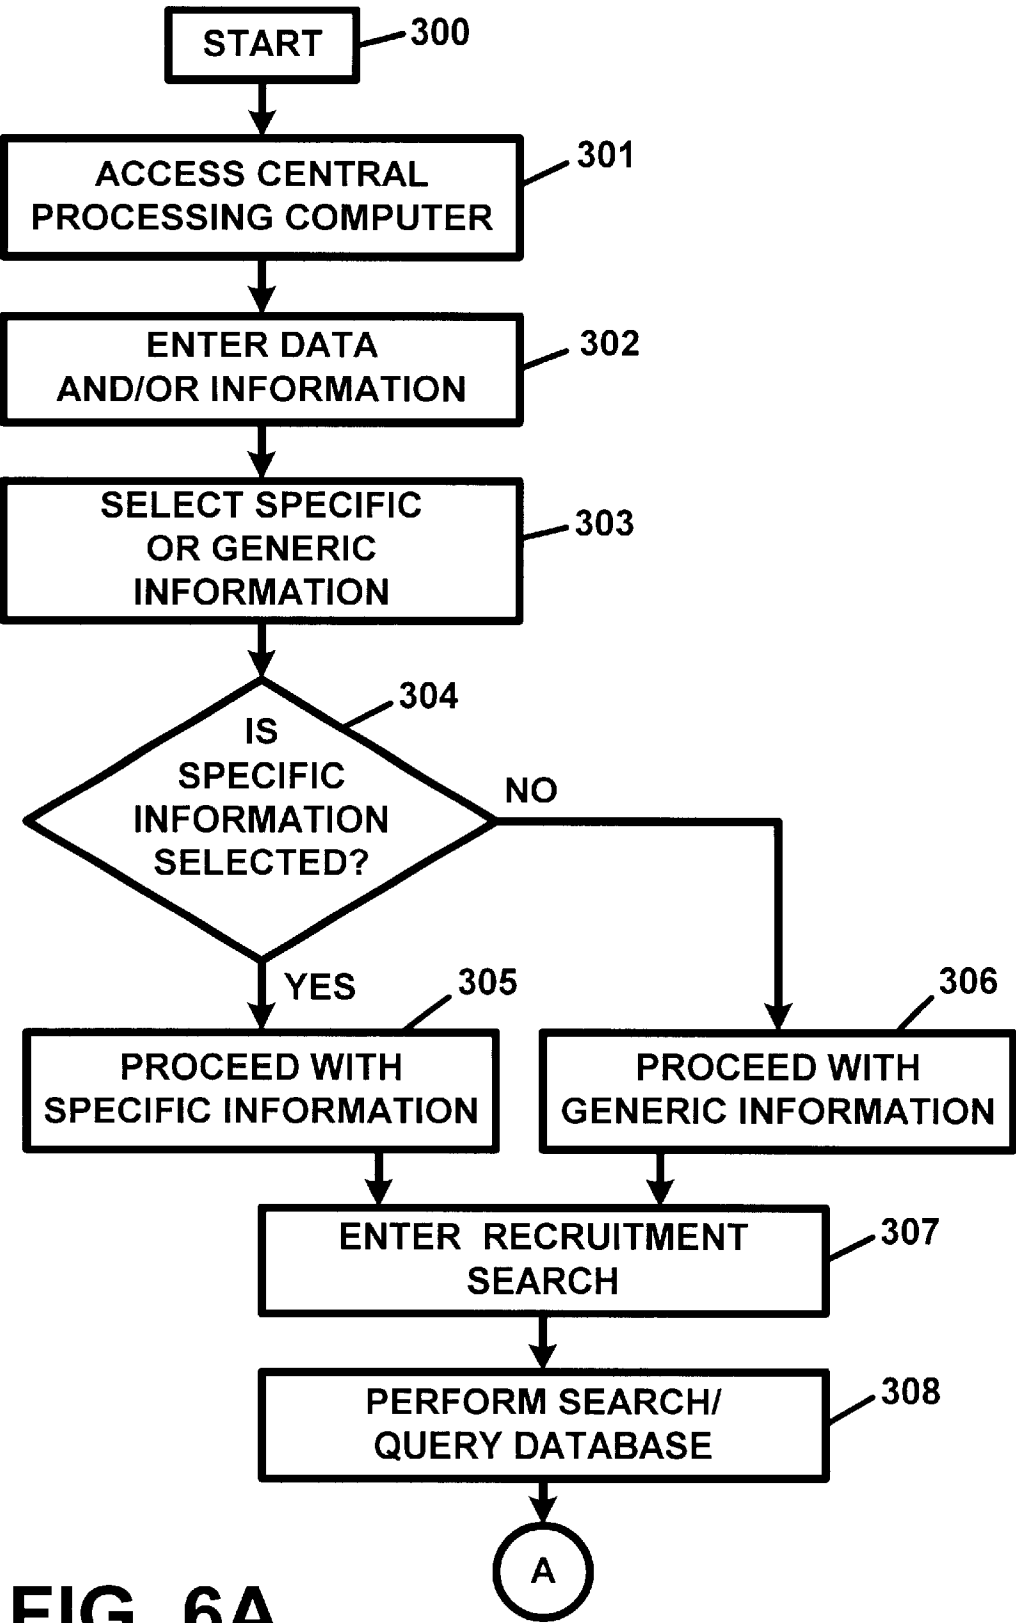 START
300
ACCESS CENTRAL
PROCESSING COMPUTER
301
ENTER DATA
AND/OR INFORMATION
302
SELECT SPECIFIC
OR GENERIC
INFORMATION
303
304
IS
SPECIFIC
INFORMATION
SELECTED?
NO
YES
305
306
PROCEED WITH
SPECIFIC INFORMATION
PROCEED WITH
GENERIC INFORMATION
ENTER RECRUITMENT
SEARCH
307
PERFORM SEARCH/
QUERY DATABASE
308
A
FIG. 6A